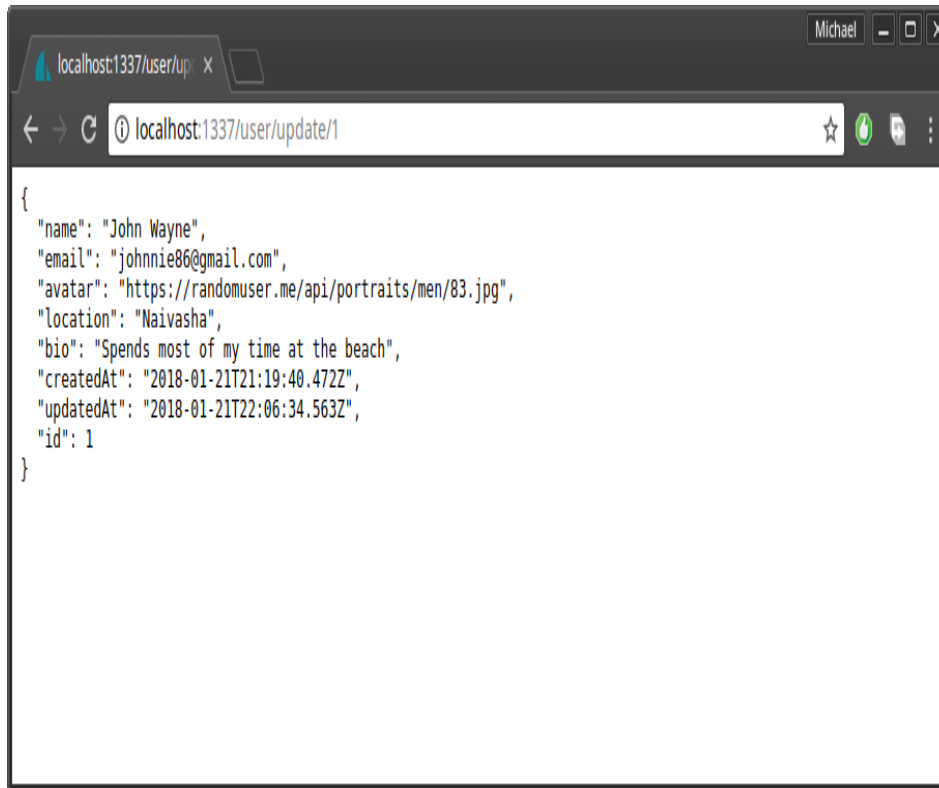 Michael
localhost:1337/user/up
localhost:1337/user/update/1
{
"name": "John Wayne",
"email": "johnnie86@gmail.com",
"avatar": "https://randomuser.me/api/portraits/men/83.jpg",
"location": "Naivasha",
"bio": "Spends most of my time at the beach",
"createdAt": "2018-01-21T21:19:40.472Z",
"updatedAt": "2018-01-21T22:06:34.563Z",
"id": 1
}